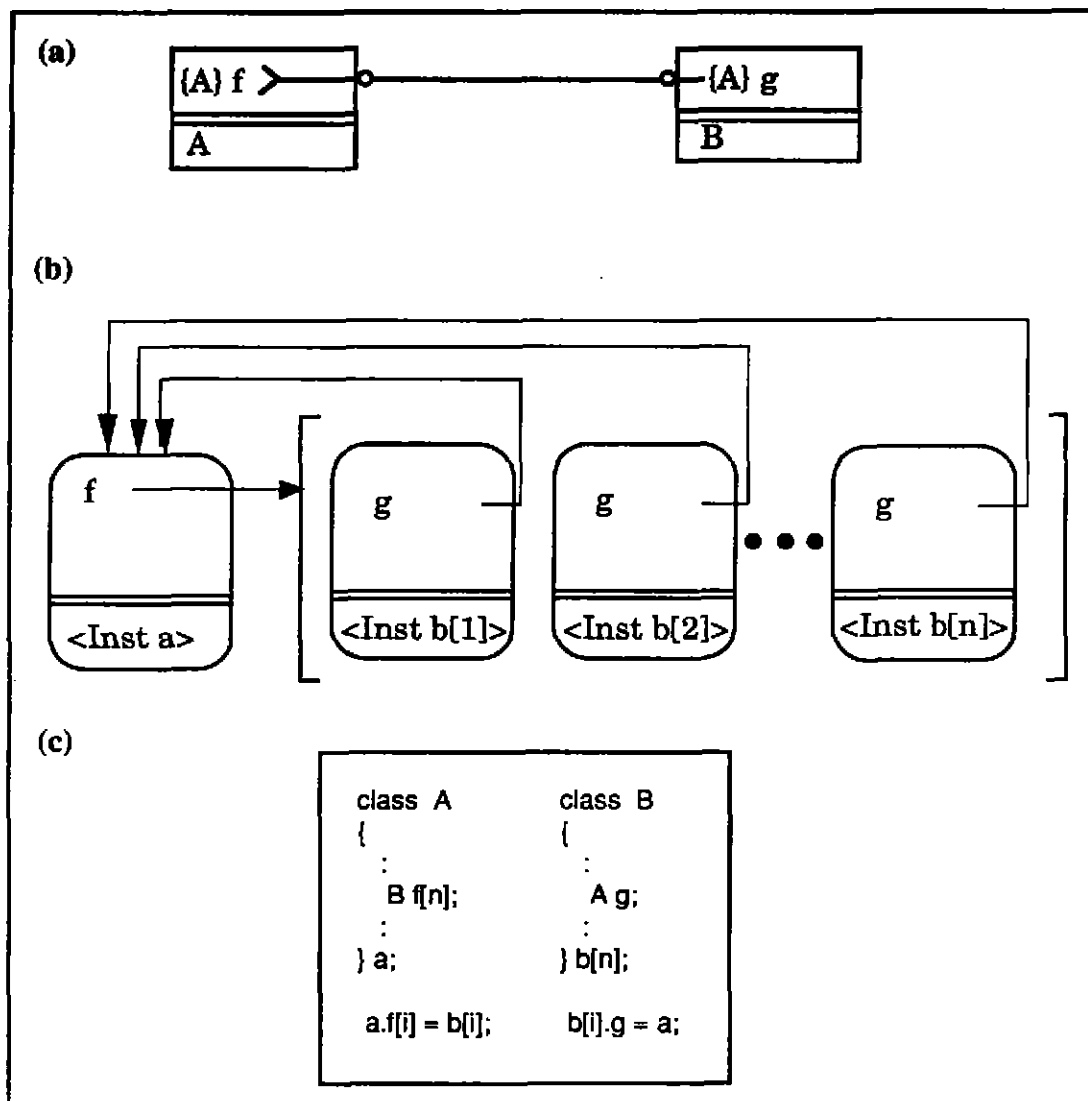 (a)
{A} f
{A} g
A
B
(b)
f
g
g
g
<Inst a>
<Inst b[1]>
<Inst b[2]>
<Inst b[n]>
(c)
class A
{
:
B f[n];
:
} a;
a.f[i] = b[i];
class B
{
:
A g;
:
} b[n];
b[i].g = a;